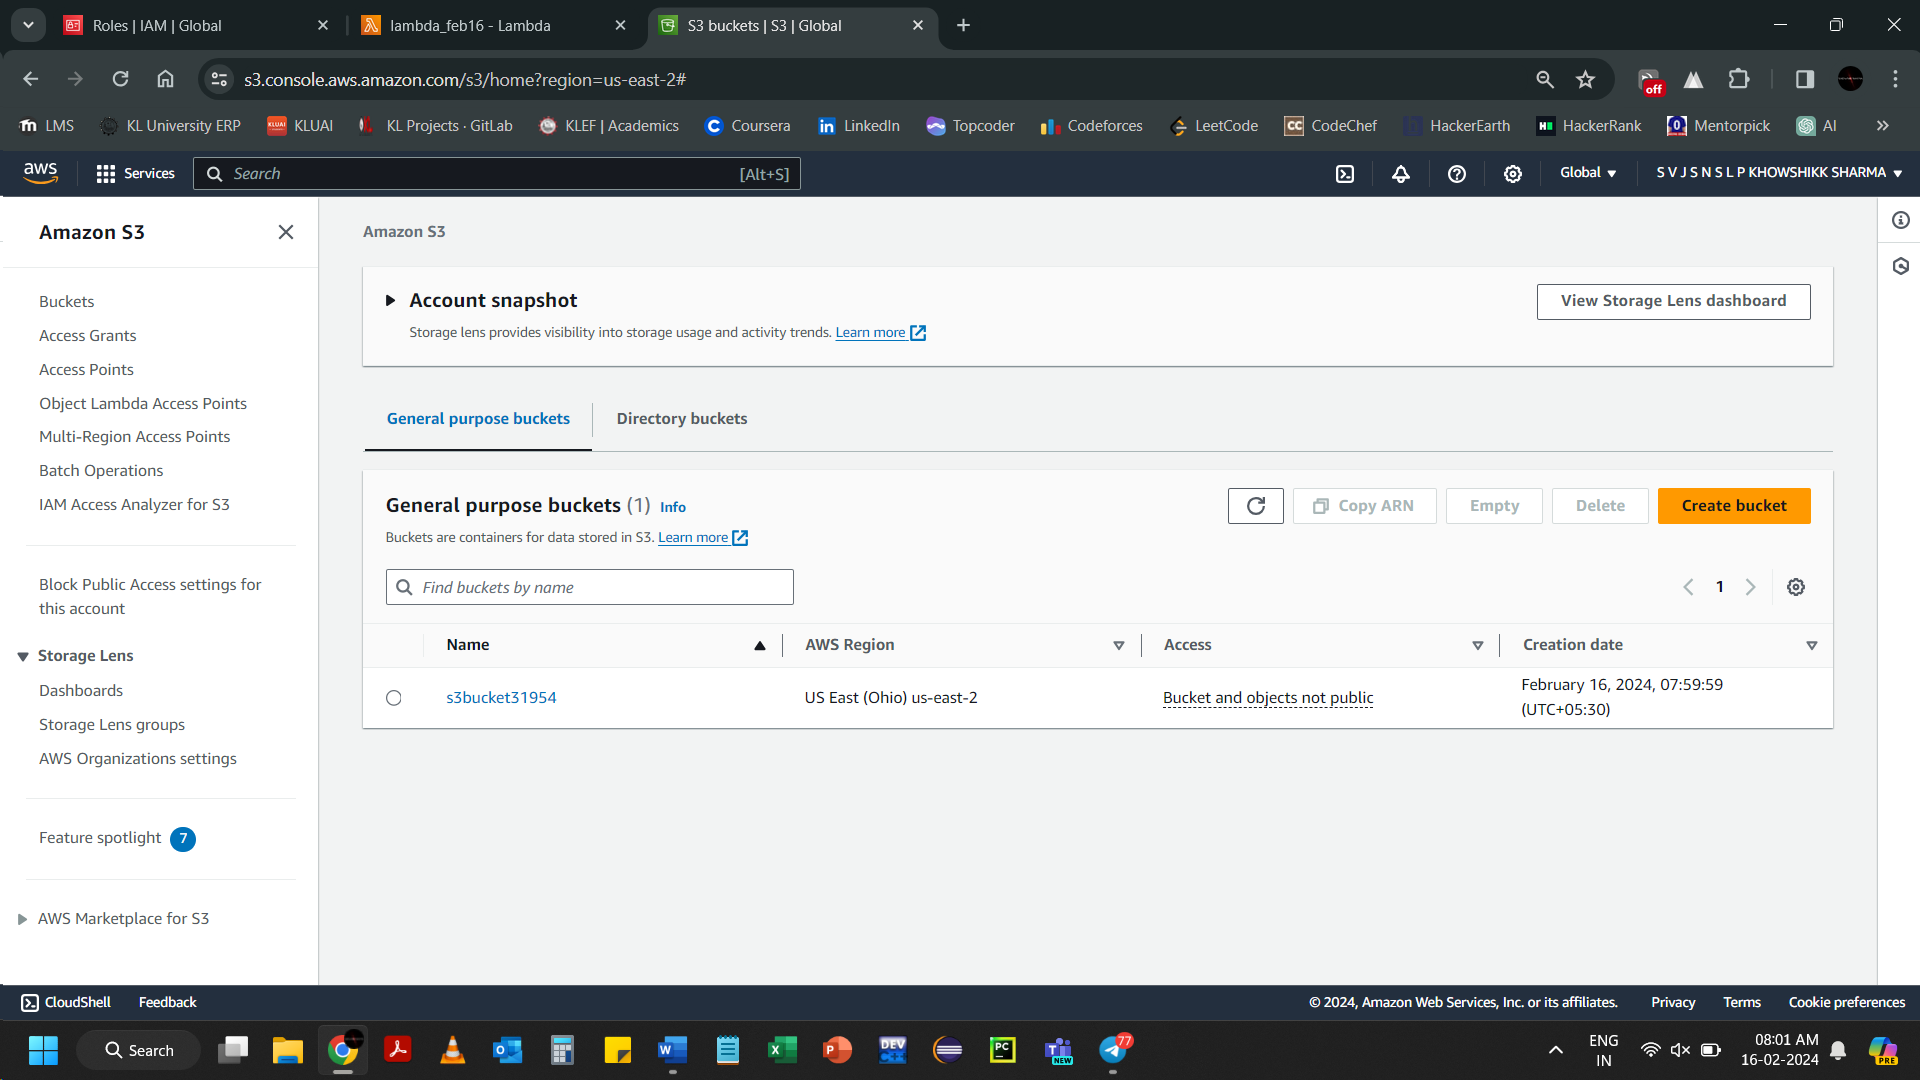 Roles | IAM | Global
lambda_feb16 - Lambda
S3 buckets | S3 | Global
s3.console.aws.amazon.com/s3/home?region=us-east-2#
off
LMS
KL University ERP
KLUAI
KLUAI
KL Projects · GitLab
KLEF | Academics
Coursera
LinkedIn
Topcoder
Codeforces
LeetCode
CodeChef
HackerEarth
HackerRank
Mentorpick
AI
aws
Services
Search
[Alt+S]
Global
S V J S N S L P KHOWSHIKK SHARMA
Amazon S3
Buckets
Access Grants
Access Points
Object Lambda Access Points
Multi-Region Access Points
Batch Operations
IAM Access Analyzer for S3
Block Public Access settings for
this account
Storage Lens
Dashboards
Storage Lens groups
AWS Organizations settings
Feature spotlight 7
AWS Marketplace for S3
Amazon S3
Account snapshot
View Storage Lens dashboard
Storage lens provides visibility into storage usage and activity trends. Learn more
General purpose buckets
Directory buckets
General purpose buckets (1) Info
Copy ARN
Empty
Delete
Create bucket
Buckets are containers for data stored in S3. Learn more
Find buckets by name
1
Name
AWS Region
Access
Creation date
s3bucket31954
US East (Ohio) us-east-2
Bucket and objects not public
February 16, 2024, 07:59:59
(UTC+05:30)
CloudShell
Feedback
© 2024, Amazon Web Services, Inc. or its affiliates.
Privacy
Terms
Cookie preferences
Search
DEV
PC
NEW
77
ENG
IN
08:01 AM
16-02-2024
PRE